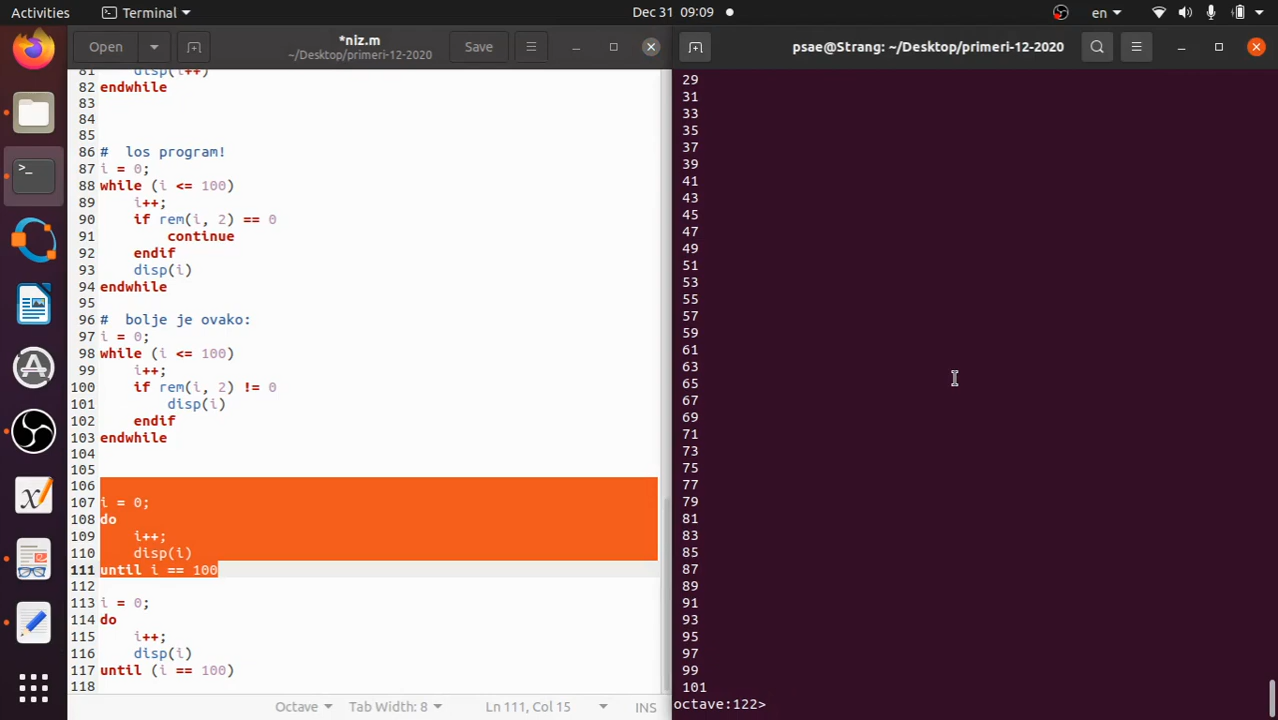 Activities
Terminal
Dec 31 09:09
en
Open
*niz.m
~/Desktop/primeri-12-2020
Save
81 disp(i++)
82 endwhile
83
84
85
86 # los program!
87 i = 0;
88 while (i <= 100)
89 i++;
90 if rem(i, 2) == 0
91 continue
92 endif
93 disp(i)
94 endwhile
95
96 # bolje je ovako:
97 i = 0;
98 while (i <= 100)
99 i++;
100 if rem(i, 2) != 0
101 disp(i)
102 endif
103 endwhile
104
105
106
107 i = 0;
108 do
109 i++;
110 disp(i)
111 until i == 100
112
113 i = 0;
114 do
115 i++;
116 disp(i)
117 until (i == 100)
118
Octave
Tab Width: 8
Ln 111, Col 15
INS
psae@Strang: ~/Desktop/primeri-12-2020
29
31
33
35
37
39
41
43
45
47
49
51
53
55
57
59
61
63
65
67
69
71
73
75
77
79
81
83
85
87
89
91
93
95
97
99
101
octave:122>